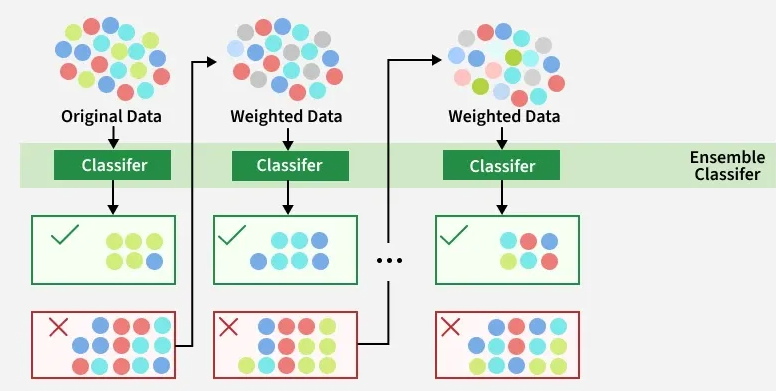 Original Data
Weighted Data
Weighted Data
Classifer
Classifer
Classifer
Ensemble
Classifer
...